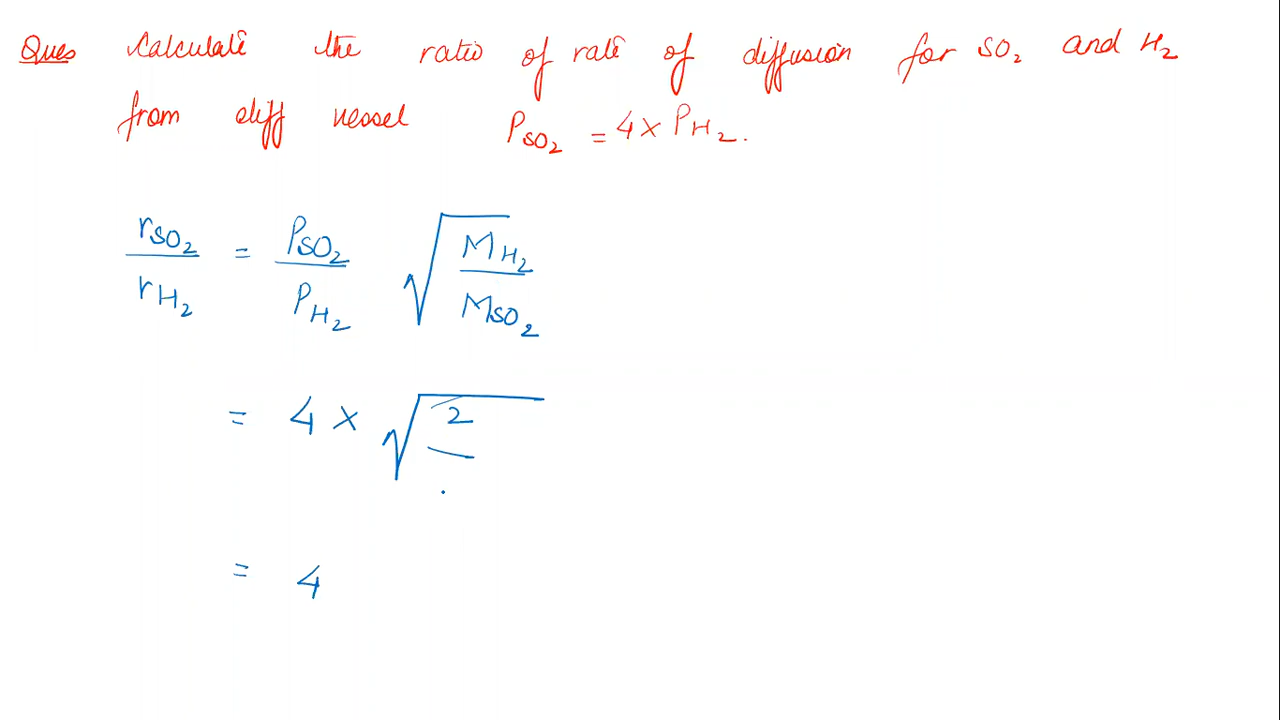 Ques Calculate the ratio of rate of diffusion for SO₂ and H₂
from diff vessel P_SO₂ = 4 × P_H₂.
r_SO₂ / r_H₂ = P_SO₂ / P_H₂ √(M_H₂ / M_SO₂)
= 4 × √(2 / .
= 4